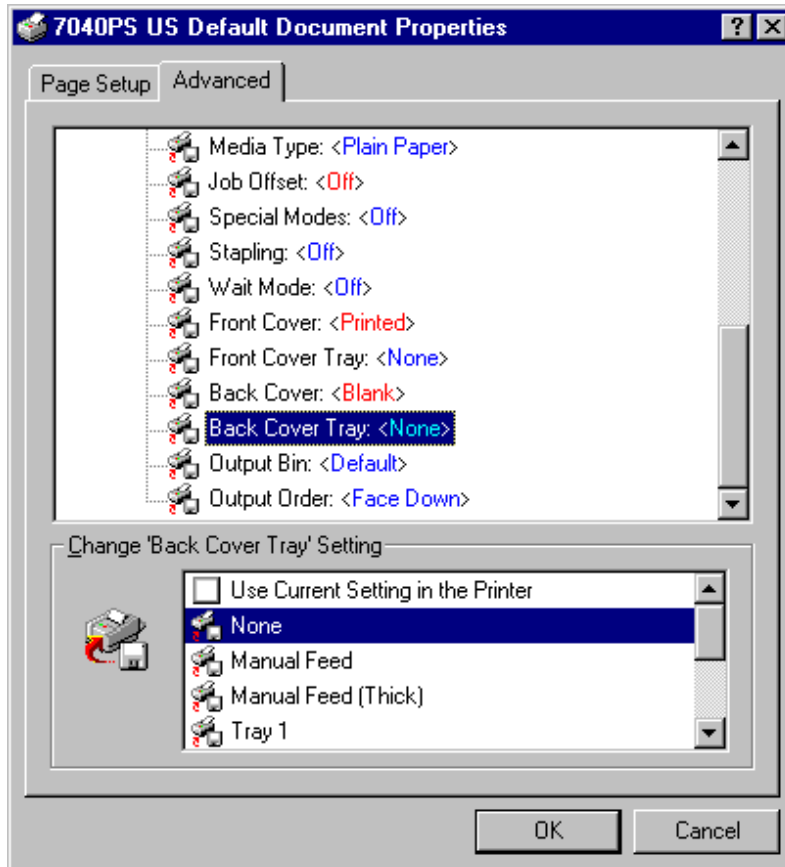 7040PS US Default Document Properties
Page Setup
Advanced
Media Type: <Plain Paper>
Job Offset: <Off>
Special Modes: <Off>
Stapling: <Off>
Wait Mode: <Off>
Front Cover: <Printed>
Front Cover Tray: <None>
Back Cover: <Blank>
Back Cover Tray: <None>
Output Bin: <Default>
Output Order: <Face Down>
Change 'Back Cover Tray' Setting
Use Current Setting in the Printer
None
Manual Feed
Manual Feed (Thick)
Tray 1
OK
Cancel